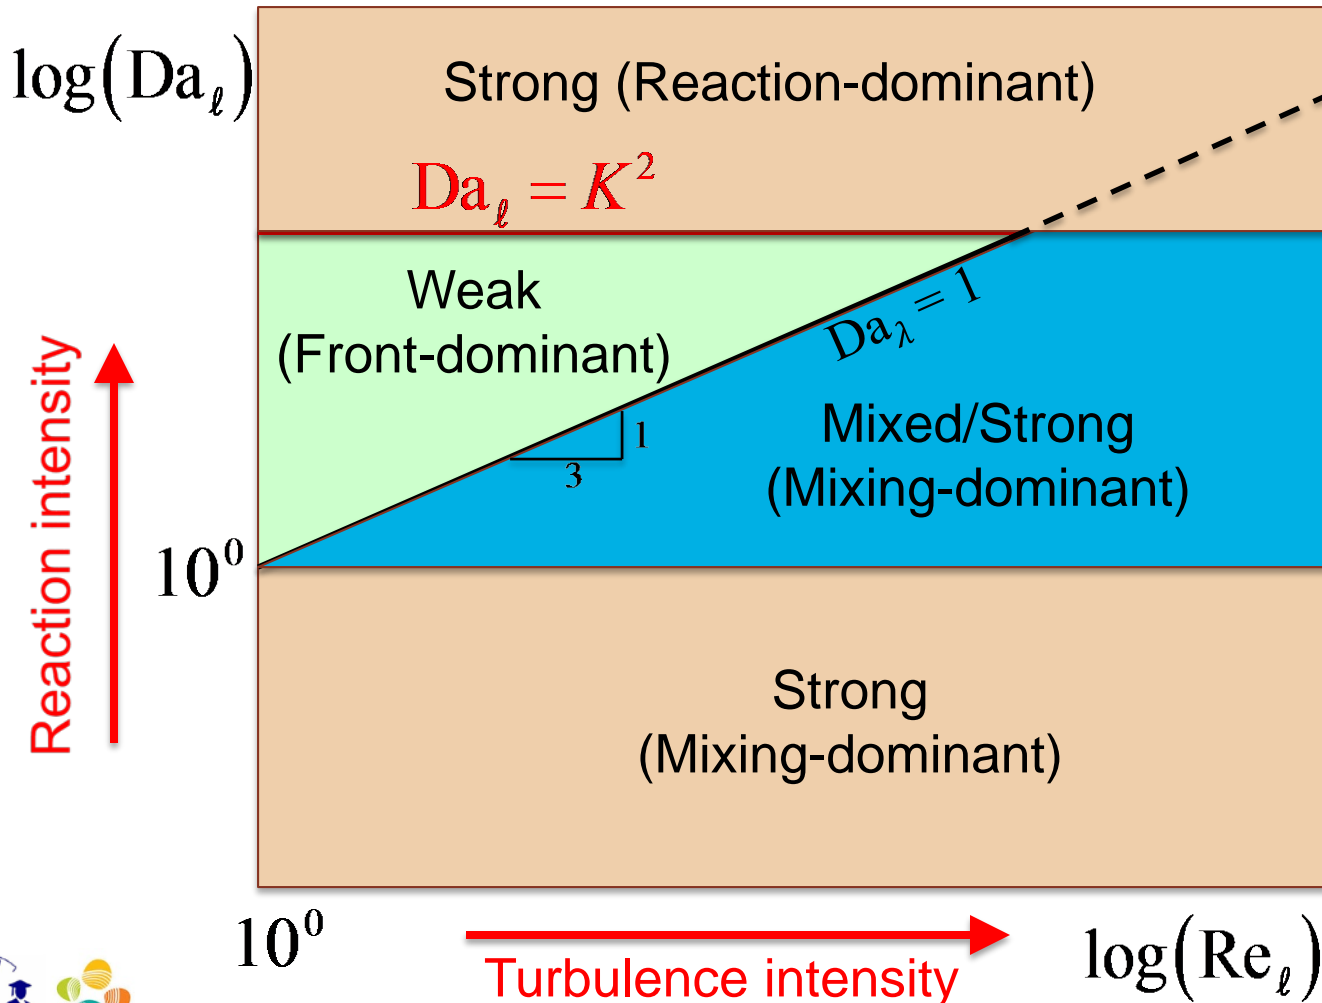 log(Da_ℓ)
Strong (Reaction-dominant)
Da_ℓ = K²
Weak
(Front-dominant)
Da_λ = 1
1
3
Mixed/Strong
(Mixing-dominant)
Reaction intensity
10⁰
Strong
(Mixing-dominant)
10⁰
Turbulence intensity
log(Re_ℓ)